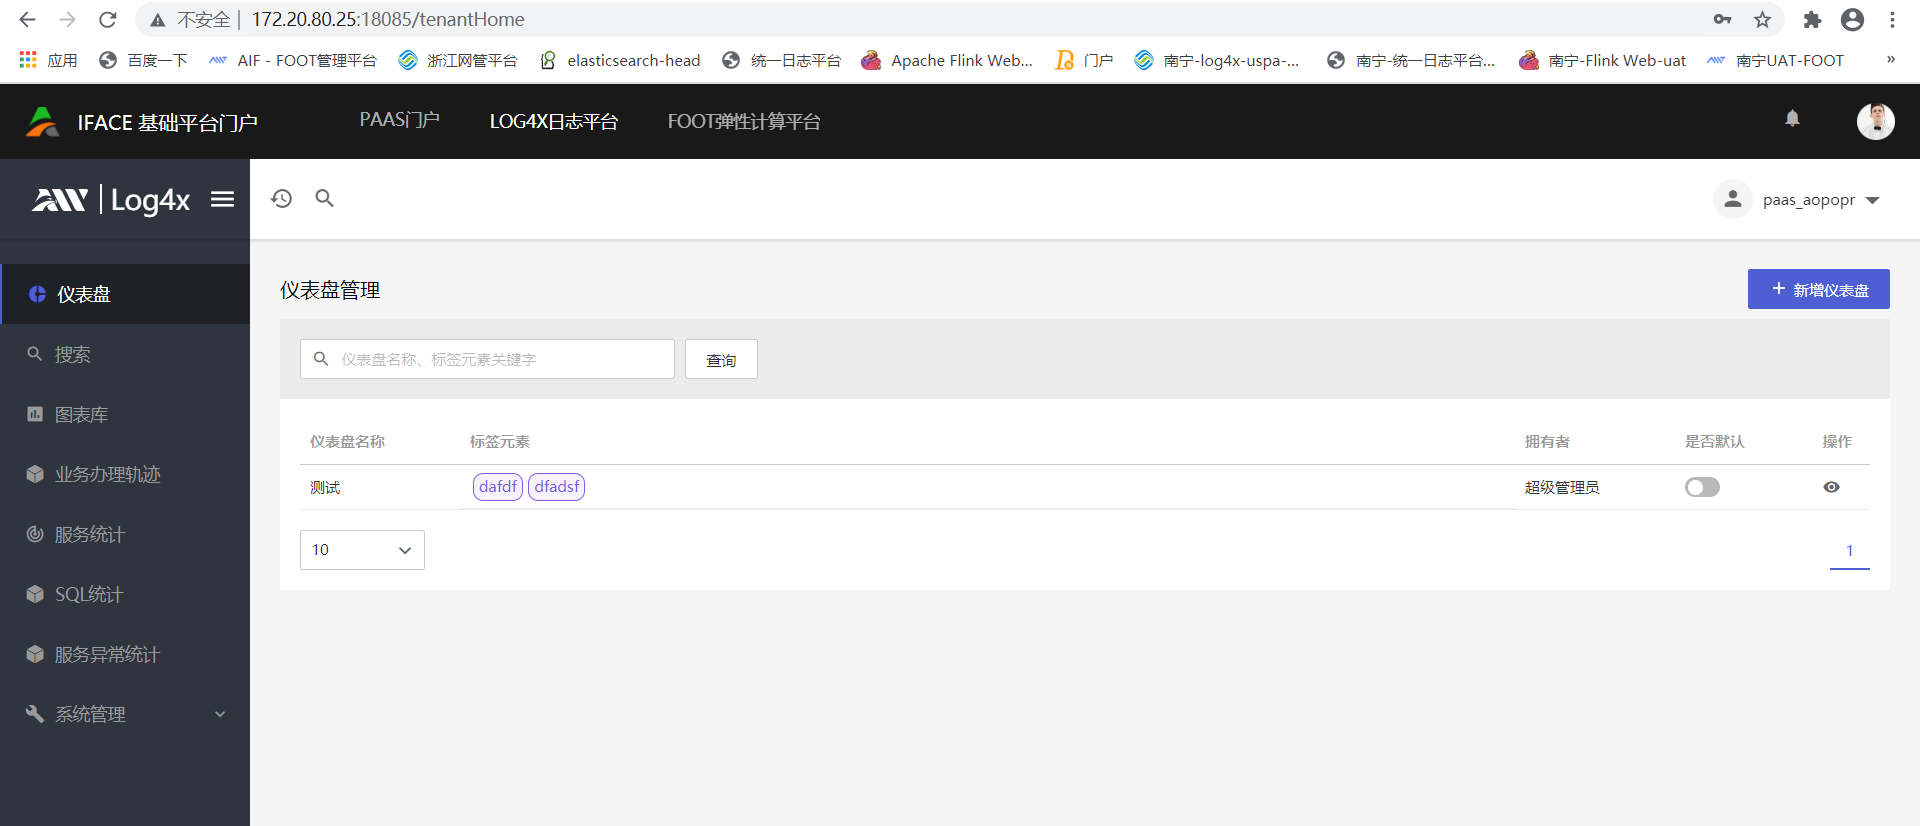 不安全 | 172.20.80.25:18085/tenantHome
应用 百度一下 AIF - FOOT管理平台 浙江网管平台 elasticsearch-head 统一日志平台 Apache Flink Web... 门户 南宁-log4x-uspa-... 南宁-统一日志平台... 南宁-Flink Web-uat 南宁UAT-FOOT »
IFACE 基础平台门户 PAAS门户 LOG4X日志平台 FOOT弹性计算平台
Log4x
paas_aopopr
仪表盘
搜索
图表库
业务办理轨迹
服务统计
SQL统计
服务异常统计
系统管理
仪表盘管理
+ 新增仪表盘
仪表盘名称、标签元素关键字 查询
仪表盘名称 标签元素 拥有者 是否默认 操作
测试 dafdf dfadsf 超级管理员
10 1